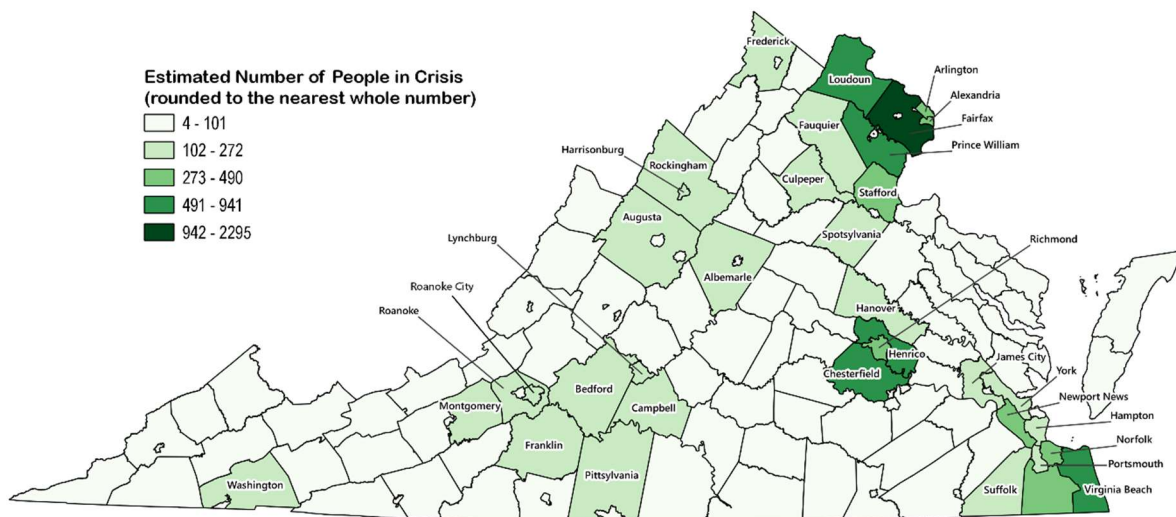 Estimated Number of People in Crisis
(rounded to the nearest whole number)
4 - 101
102 - 272
273 - 490
491 - 941
942 - 2295
Frederick
Loudoun
Arlington
Alexandria
Fairfax
Prince William
Fauquier
Harrisonburg
Rockingham
Culpeper
Stafford
Augusta
Spotsylvania
Richmond
Lynchburg
Albemarle
Roanoke City
Roanoke
Hanover
Henrico
Chesterfield
James City
York
Newport News
Hampton
Norfolk
Portsmouth
Bedford
Montgomery
Campbell
Franklin
Washington
Pittsylvania
Suffolk
Virginia Beach